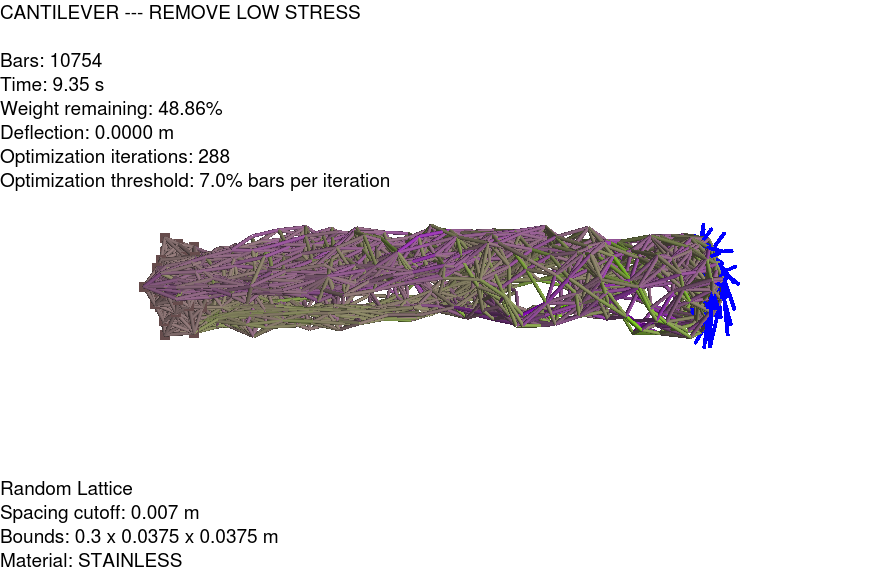 CANTILEVER --- REMOVE LOW STRESS
Bars: 10754
Time: 9.35 s
Weight remaining: 48.86%
Deflection: 0.0000 m
Optimization iterations: 288
Optimization threshold: 7.0% bars per iteration
Random Lattice
Spacing cutoff: 0.007 m
Bounds: 0.3 x 0.0375 x 0.0375 m
Material: STAINLESS